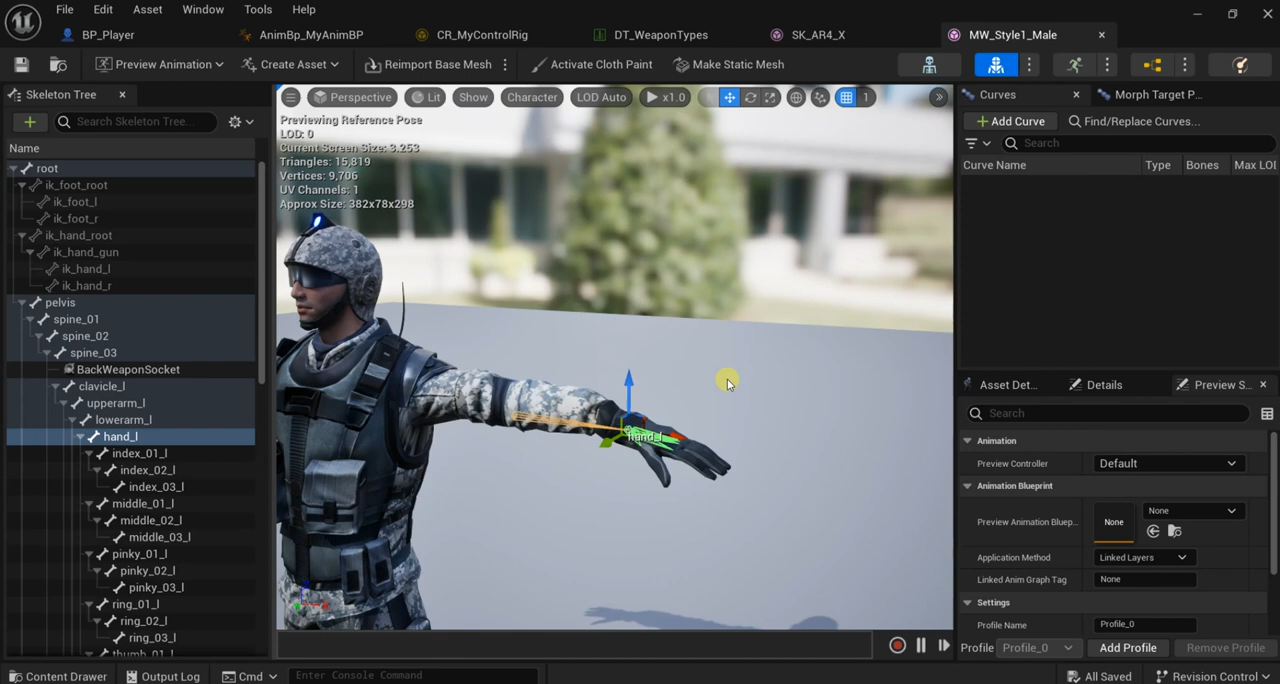 File Edit Asset Window Tools Help
BP_Player AnimBp_MyAnimBP CR_MyControlRig DT_WeaponTypes SK_AR4_X MW_Style1_Male
Preview Animation Create Asset Reimport Base Mesh Activate Cloth Paint Make Static Mesh
Skeleton Tree
Search Skeleton Tree...
Name
root
ik_foot_root
ik_foot_l
ik_foot_r
ik_hand_root
ik_hand_gun
ik_hand_l
ik_hand_r
pelvis
spine_01
spine_02
spine_03
BackWeaponSocket
clavicle_l
upperarm_l
lowerarm_l
hand_l
index_01_l
index_02_l
index_03_l
middle_01_l
middle_02_l
middle_03_l
pinky_01_l
pinky_02_l
pinky_03_l
ring_01_l
ring_02_l
ring_03_l
thumb_01_l
Perspective Lit Show Character LOD Auto x1.0 1
Previewing Reference Pose
LOD: 0
Current Screen Size: 3.253
Triangles: 15,819
Vertices: 9,706
UV Channels: 1
Approx Size: 382x78x298
hand_l
Curves Morph Target P...
Add Curve Find/Replace Curves...
Search
Curve Name Type Bones Max LOI
Asset Det... Details Preview S...
Search
Animation
Preview Controller Default
Animation Blueprint
Preview Animation Bluep... None None
Application Method Linked Layers
Linked Anim Graph Tag None
Settings
Profile Name Profile_0
Profile Profile_0 Add Profile Remove Profile
Content Drawer Output Log Cmd Enter Console Command All Saved Revision Control